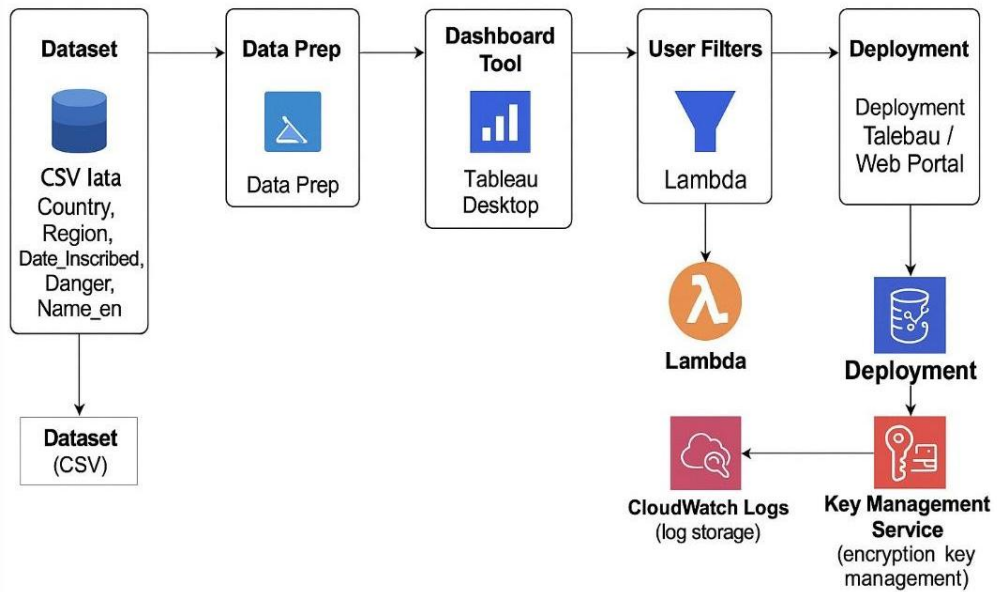 Dataset
CSV Iata
Country,
Region,
Date_Inscribed,
Danger,
Name_en
Data Prep
Data Prep
Dashboard
Tool
Tableau
Desktop
User Filters
Lambda
Deployment
Deployment
Talebau /
Web Portal
Dataset
(CSV)
λ
Lambda
Deployment
CloudWatch Logs
(log storage)
Key Management
Service
(encryption key
management)